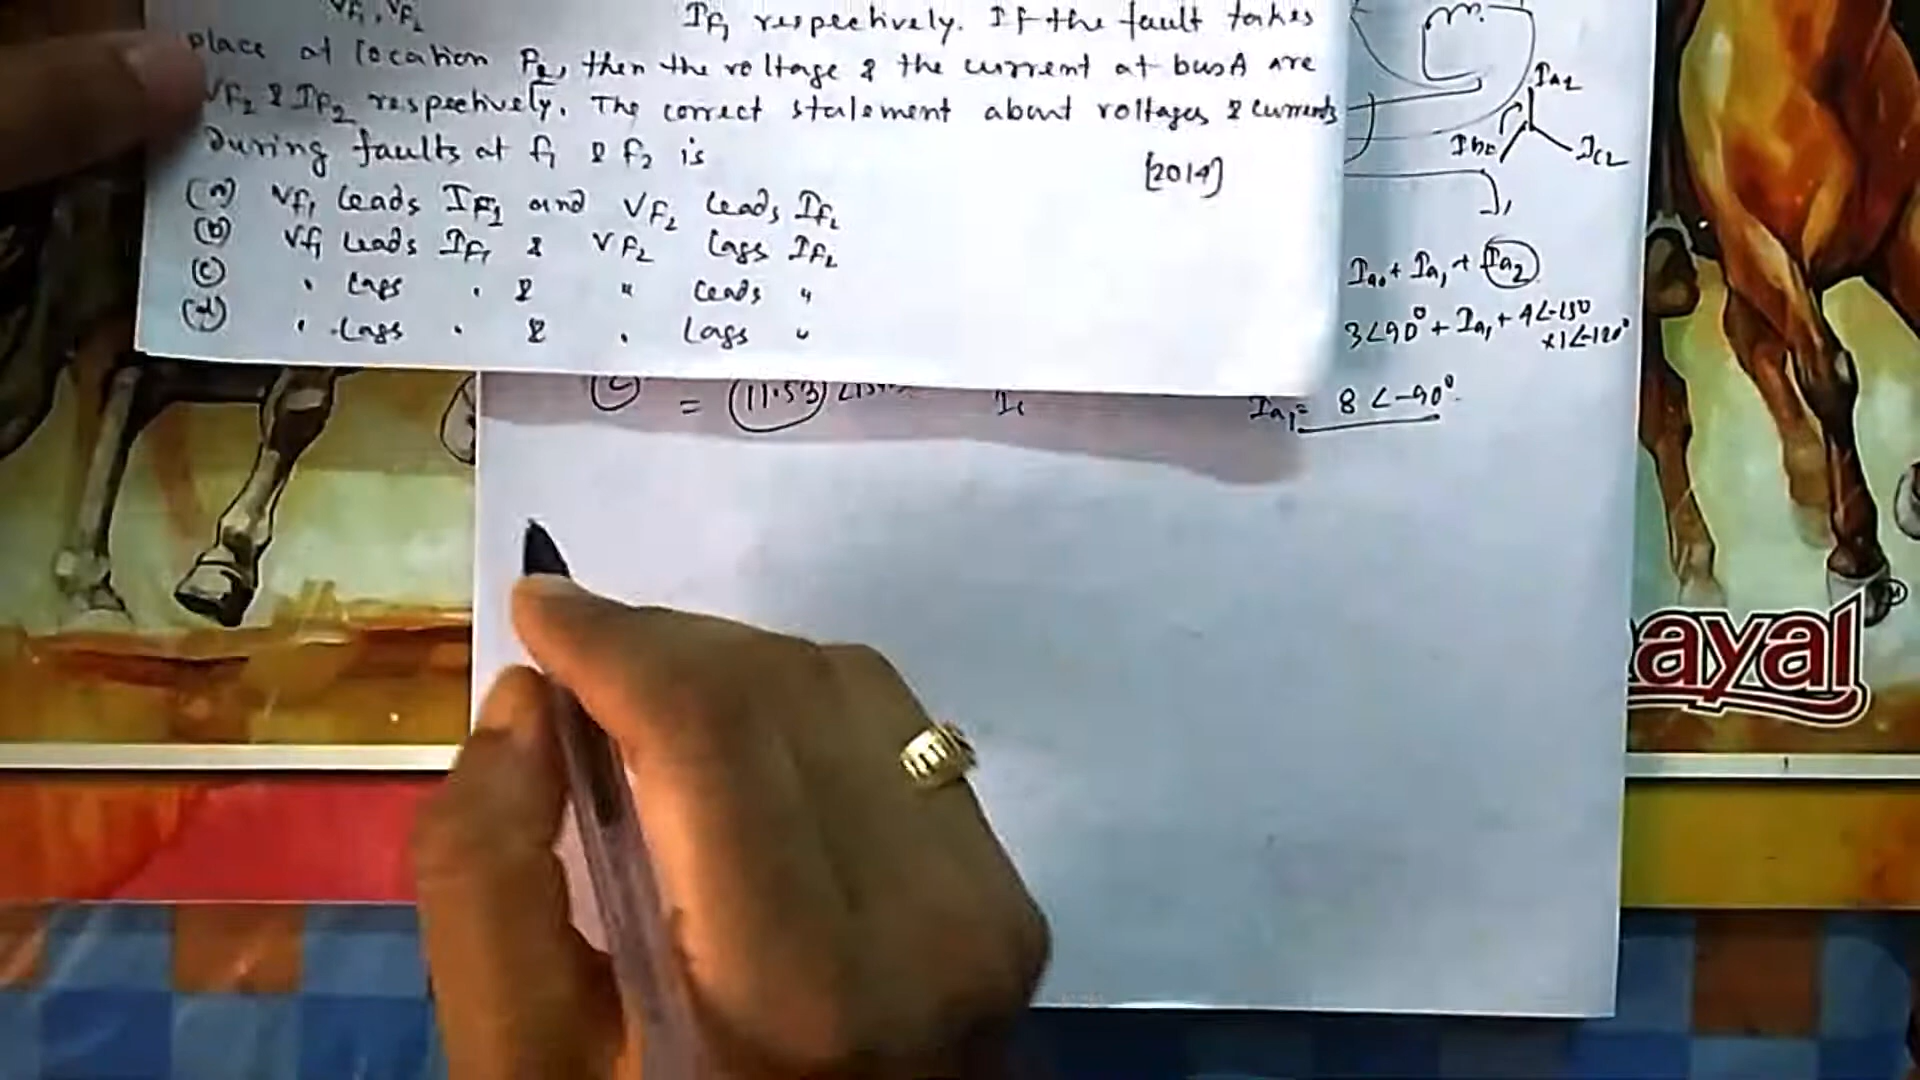 VF1, VF2
IF1 respectively. If the fault takes
place at location P2, then the voltage & the current at bus A are
VF2 & IF2 respectively. The correct statement about voltages & currents
During faults at f1 & f2 is
[2014]
(a) VF1 leads IF1 and VF2 leads IF2
(b) VF1 leads IF1 & VF2 lags IF2
(c) " lags " & " leads "
(d) " lags " & " lags "
Ia2
Ib2
Ic2
Ia0 + Ia1 + Ia2
3∠90° + Ia1 + 4∠-150
×1∠-120°
(c) = 11.53
Ia1 = 8∠-90°
ayal